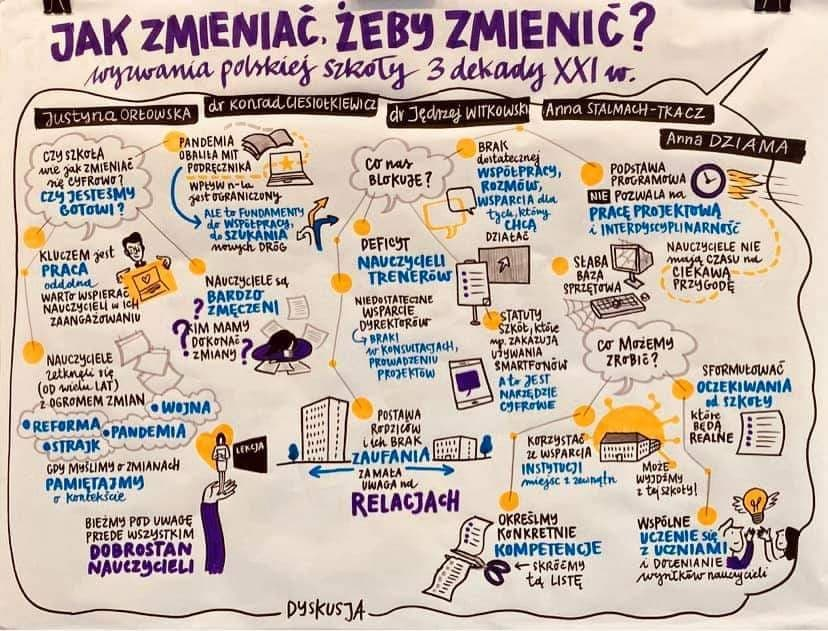 JAK ZMIENIAĆ, ŻEBY ZMIENIĆ?
wyzwania polskiej szkoły 3 dekady XXI w.
Justyna ORŁOWSKA
dr Konrad CIESIOŁKIEWICZ
dr Jędrzej WITKOWSKI
Anna STALMACH-TKACZ
Anna DZIAMA
CZY SZKOŁA
wie jak ZMIENIAĆ
się CYFROWO?
CZY JESTEŚMY
GOTOWI?
KLUCZEM jest
PRACA
oddolna
WARTO WSPIERAĆ
NAUCZYCIELI w ICH
ZAANGAŻOWANIU
NAUCZYCIELE
zetknęli się
(OD wielu LAT)
z OGROMEM ZMIAN
• WOJNA
• REFORMA
• PANDEMIA
• STRAJK
GDY MYŚLIMY o ZMIANACH
PAMIĘTAJMY
o kontekście
BIEŻMY POD UWAGĘ
PRZEDE WSZYSTKIM
DOBROSTAN
NAUCZYCIELI
LEKCJA
PANDEMIA
OBALIŁA MIT
PODRĘCZNIKA
WPŁYW n-la
jest OGRANICZONY
ALE to FUNDAMENTY
do WSPÓŁPRACY,
do SZUKANIA
nowych DRÓG
NAUCZYCIELE są
BARDZO
ZMĘCZENI
? KIM MAMY
DOKONAĆ
ZMIANY?
?
Co nas
BLOKUJE?
DEFICYT
NAUCZYCIELI
TRENERÓW
NIEDOSTATECZNE
WSPARCIE
DYREKTORÓW
BRAKI
w KONSULTACJACH,
PROWADZENIU
PROJEKTÓW
POSTAWA
RODZICÓW
i ich BRAK
ZAUFANIA
ZA MAŁA
UWAGA na
RELACJACH
BRAK
dostatecznej
WSPÓŁPRACY,
ROZMÓW,
WSPARCIA dla
TYCH, KTÓRY
CHCĄ
DZIAŁAĆ
STATUTY
SZKÓŁ, które
np. ZAKAZUJĄ
UŻYWANIA
SMARTFONÓW
A to JEST
NARZĘDZIE
CYFROWE
PODSTAWA
PROGRAMOWA
NIE POZWALA na
PRACĘ PROJEKTOWĄ
i INTERDYSCYPLINARNOŚĆ
SŁABA
BAZA
SPRZĘTOWA
NAUCZYCIELE NIE
mają CZASU na
CIEKAWĄ
PRZYGODĘ
CO MOŻEMY
ZROBIĆ?
KORZYSTAĆ
ZE WSPARCIA
INSTYTUCJI
miejsc z zewnątrz
MOŻE
WYJDŹMY
z tej SZKOŁY!
SFORMUŁOWAĆ
OCZEKIWANIA
od SZKOŁY
które
BĘDĄ
REALNE
OKREŚLMY
KONKRETNIE
KOMPETENCJE
← SKRÓĆMY
tą LISTĘ
WSPÓLNE
UCZENIE się
Z UCZNIAMI
i DOCENIANIE
wyników nauczycieli
DYSKUSJA